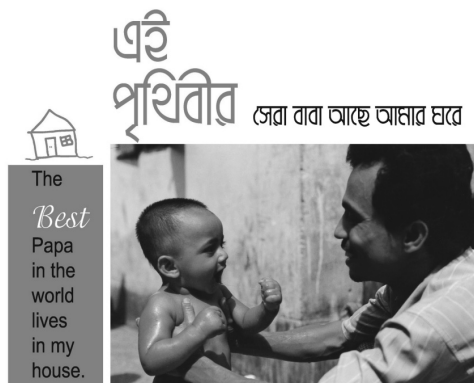 এই
পৃথিবীর
সেরা বাবা আছে আমার ঘরে
The
Best
Papa
in the
world
lives
in my
house.